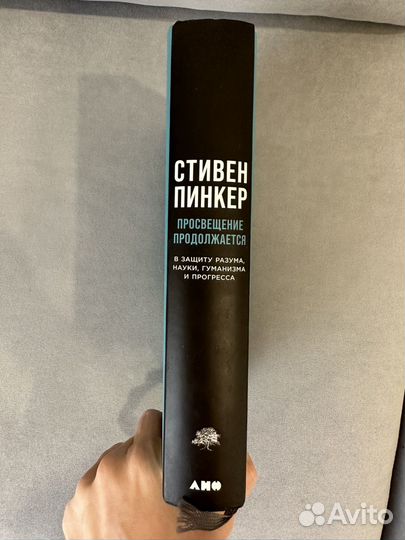 СТИВЕН
ПИНКЕР
ПРОСВЕЩЕНИЕ
ПРОДОЛЖАЕТСЯ
В ЗАЩИТУ РАЗУМА,
НАУКИ, ГУМАНИЗМА
И ПРОГРЕССА
АНФ
Avito